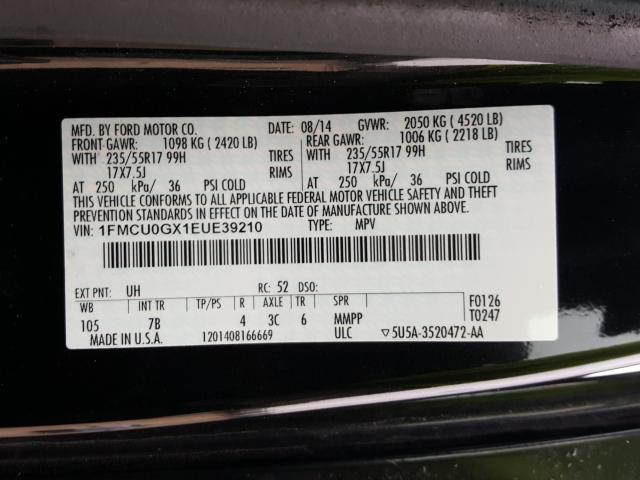 MFD. BY FORD MOTOR CO. DATE: 08/14 GVWR: 2050 KG ( 4520 LB)
FRONT GAWR: 1098 KG ( 2420 LB) REAR GAWR: 1006 KG ( 2218 LB)
WITH 235/55R17 99H TIRES WITH 235/55R17 99H TIRES
17X7.5J RIMS 17X7.5J RIMS
AT 250 kPa/ 36 PSI COLD AT 250 kPa/ 36 PSI COLD
THIS VEHICLE CONFORMS TO ALL APPLICABLE FEDERAL MOTOR VEHICLE SAFETY AND THEFT
PREVENTION STANDARDS IN EFFECT ON THE DATE OF MANUFACTURE SHOWN ABOVE.
VIN: 1FMCU0GX1EUE39210 TYPE: MPV
EXT PNT: UH RC: 52 DSO: F0126
WB INT TR TP/PS R AXLE TR SPR T0247
105 7B 4 3C 6 MMPP
MADE IN U.S.A. 1201408166669 ULC ▽5U5A-3520472-AA